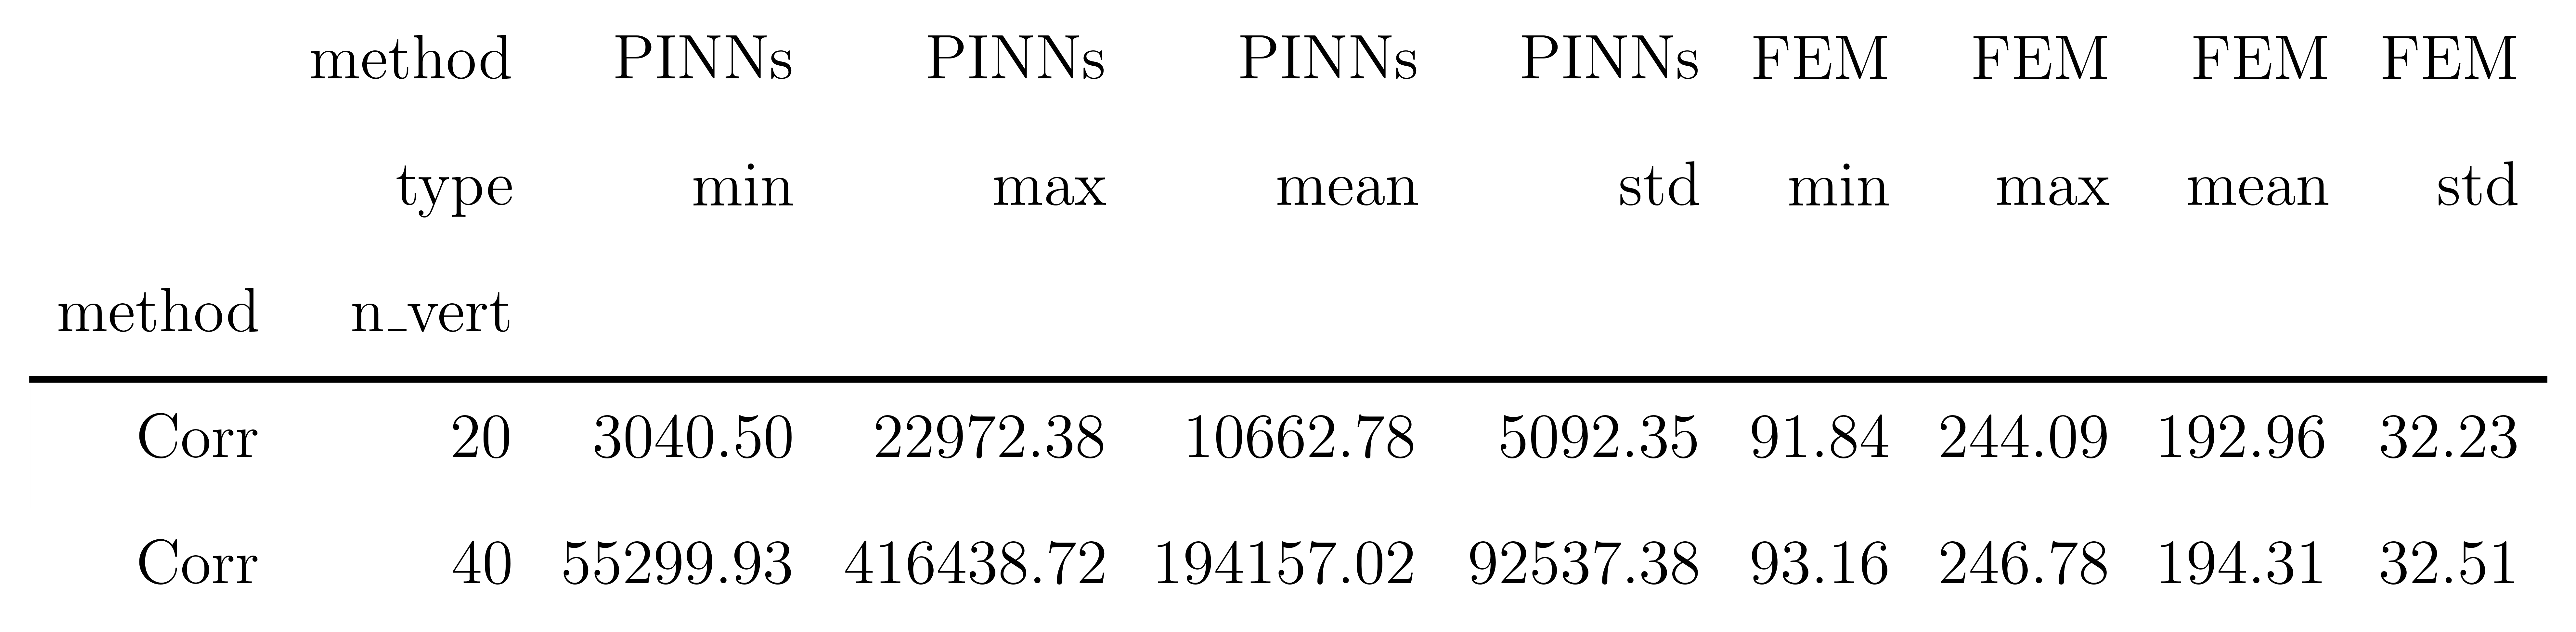 method PINNs PINNs PINNs PINNs FEM FEM FEM FEM
type min max mean std min max mean std
method n_vert
Corr 20 3040.50 22972.38 10662.78 5092.35 91.84 244.09 192.96 32.23
Corr 40 55299.93 416438.72 194157.02 92537.38 93.16 246.78 194.31 32.51